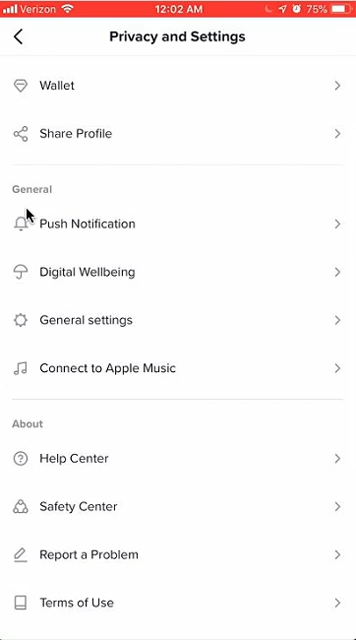 Verizon 12:02 AM 75%
Privacy and Settings
Wallet
Share Profile
General
Push Notification
Digital Wellbeing
General settings
Connect to Apple Music
About
Help Center
Safety Center
Report a Problem
Terms of Use